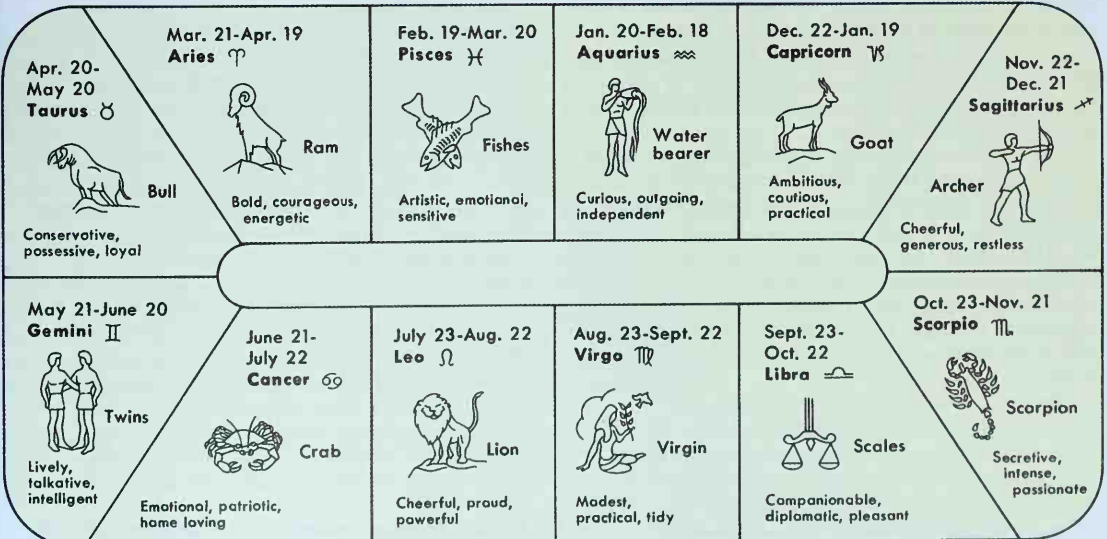 Apr. 20-
May 20
Taurus ♉
Bull
Conservative,
possessive, loyal
Mar. 21-Apr. 19
Aries ♈
Ram
Bold, courageous,
energetic
Feb. 19-Mar. 20
Pisces ♓
Fishes
Artistic, emotional,
sensitive
Jan. 20-Feb. 18
Aquarius ♒
Water
bearer
Curious, outgoing,
independent
Dec. 22-Jan. 19
Capricorn ♑
Goat
Ambitious,
cautious,
practical
Nov. 22-
Dec. 21
Sagittarius ♐
Archer
Cheerful,
generous, restless
May 21-June 20
Gemini ♊
Twins
Lively,
talkative,
intelligent
June 21-
July 22
Cancer ♋
Crab
Emotional, patriotic,
home loving
July 23-Aug. 22
Leo ♌
Lion
Cheerful, proud,
powerful
Aug. 23-Sept. 22
Virgo ♍
Virgin
Modest,
practical, tidy
Sept. 23-
Oct. 22
Libra ♎
Scales
Companionable,
diplomatic, pleasant
Oct. 23-Nov. 21
Scorpio ♏
Scorpion
Secretive,
intense,
passionate